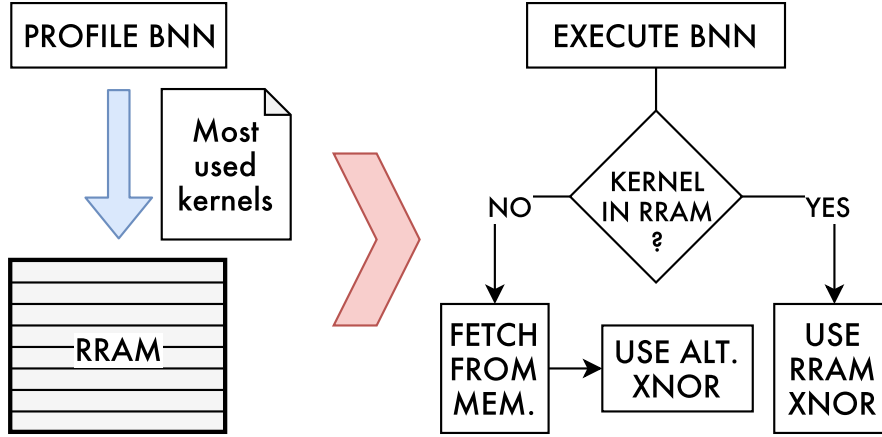 PROFILE BNN
Most
used
kernels
RRAM
EXECUTE BNN
KERNEL
IN RRAM
?
NO
YES
FETCH
FROM
MEM.
USE ALT.
XNOR
USE
RRAM
XNOR